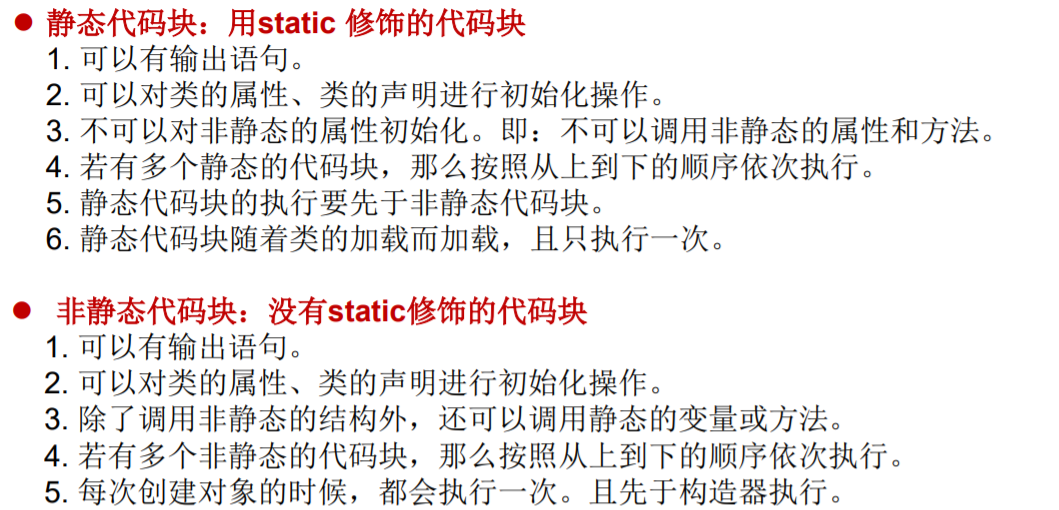 ● 静态代码块：用static 修饰的代码块
1. 可以有输出语句。
2. 可以对类的属性、类的声明进行初始化操作。
3. 不可以对非静态的属性初始化。即：不可以调用非静态的属性和方法。
4. 若有多个静态的代码块，那么按照从上到下的顺序依次执行。
5. 静态代码块的执行要先于非静态代码块。
6. 静态代码块随着类的加载而加载，且只执行一次。
● 非静态代码块：没有static修饰的代码块
1. 可以有输出语句。
2. 可以对类的属性、类的声明进行初始化操作。
3. 除了调用非静态的结构外，还可以调用静态的变量或方法。
4. 若有多个非静态的代码块，那么按照从上到下的顺序依次执行。
5. 每次创建对象的时候，都会执行一次。且先于构造器执行。